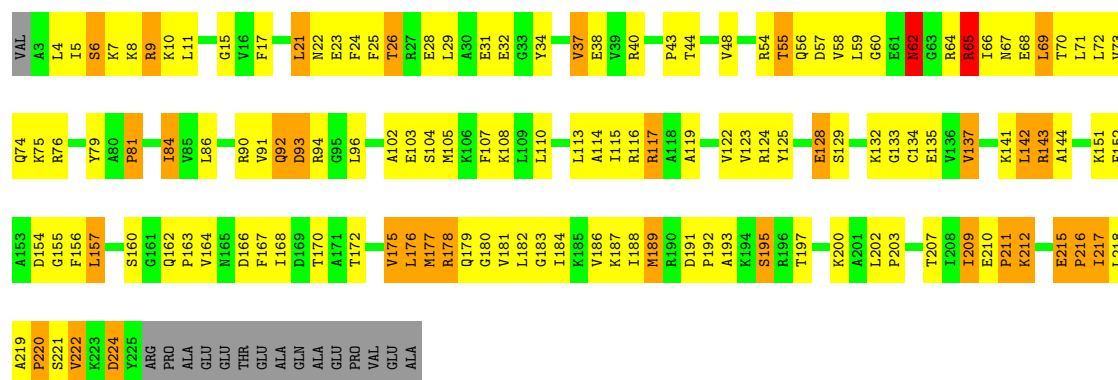 VAL A3 L4 I5 S6 K7 K8 R9 K10 L11 G15 V16 F17 L21 N22 E23 F24 F25 T26 R27 E28 L29 A30 E31 E32 G33 Y34 V37 E38 V39 R40 P43 T44 V48 R54 T55 Q56 D57 V58 L59 G60 E61 N62 G63 R64 R65 I66 N67 E68 L69 T70 L71 L72 V73
Q74 K75 R76 Y79 A80 P81 I84 V85 L86 R90 V91 Q92 D93 R94 G95 L96 A102 E103 S104 M105 K106 F107 K108 L109 L110 L113 A114 I115 R116 R117 A118 A119 V122 V123 R124 Y125 E128 S129 K132 G133 C134 E135 V136 V137 K141 L142 R143 A144 K151
A153 D154 G155 F156 L157 S160 G161 Q162 P163 V164 N165 D166 F167 I168 D169 T170 A171 T172 V175 L176 M177 R178 Q179 G180 V181 L182 G183 I184 K185 V186 K187 I188 M189 R190 D191 P192 A193 K194 S195 R196 T197 K200 A201 L202 P203 T207 I208 I209 E210 P211 K212 E215 P216 I217
A219 P220 S221 V222 K223 D224 Y225 ARG PRO ALA GLU GLU THR GLU ALA GLN ALA GLU PRO VAL GLU ALA